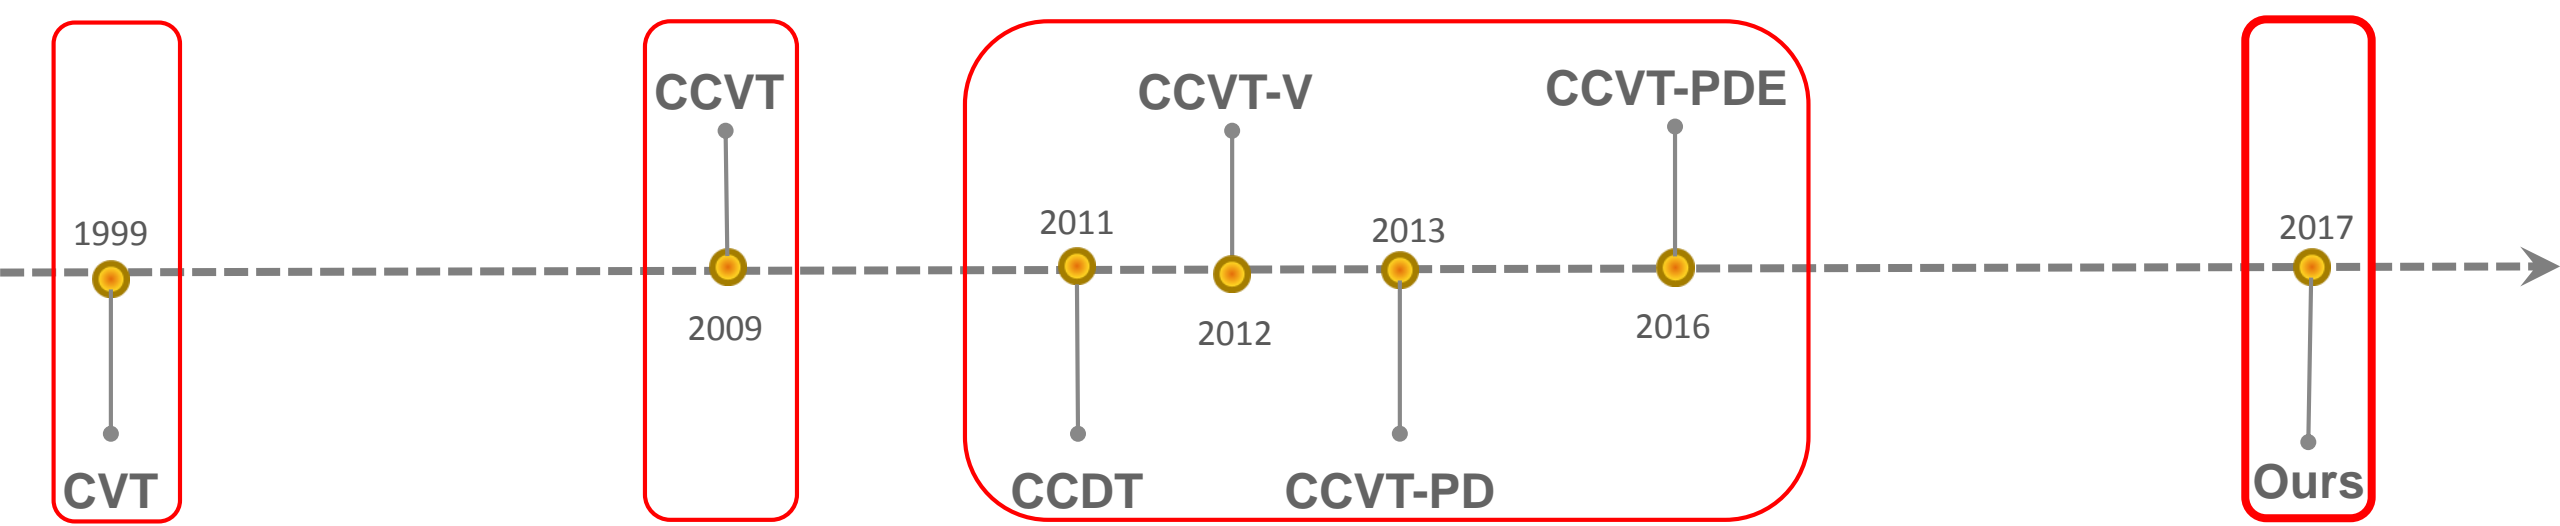 CCVT
CCVT-V
CCVT-PDE
1999
2011
2013
2017
2009
2012
2016
CVT
CCDT
CCVT-PD
Ours